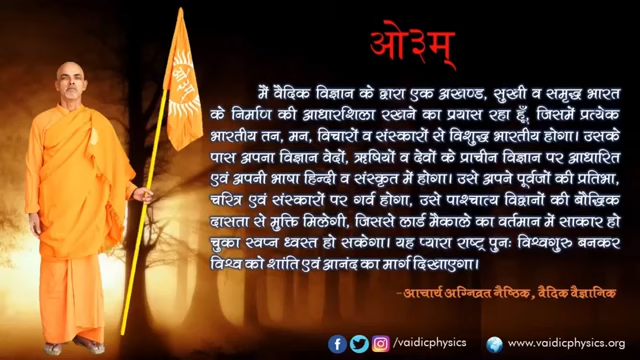 ओ३म्
ओ३म्
मैं वैदिक विज्ञान के द्वारा एक अखण्ड, सुखी व समृद्ध भारत
के निर्माण की आधारशिला रखने का प्रयास रहा हूँ, जिसमें प्रत्येक
भारतीय तन, मन, विचारों व संस्कारों से विशुद्ध भारतीय होगा। उसके
पास अपना विज्ञान वेदों, ऋषियों व देवों के प्राचीन विज्ञान पर आधारित
एवं अपनी भाषा हिन्दी व संस्कृत में होगा। उसे अपने पूर्वजों की प्रतिभा,
चरित्र एवं संस्कारों पर गर्व होगा, उसे पाश्चात्य विद्वानों की बौद्धिक
दासता से मुक्ति मिलेगी, जिससे लार्ड मैकाले का वर्तमान में साकार हो
चुका स्वप्न ध्वस्त हो सकेगा। यह प्यारा राष्ट्र पुनः विश्वगुरु बनकर
विश्व को शांति एवं आनंद का मार्ग दिखाएगा।
-आचार्य अग्निव्रत नैष्ठिक, वैदिक वैज्ञानिक
/vaidicphysics
www.vaidicphysics.org